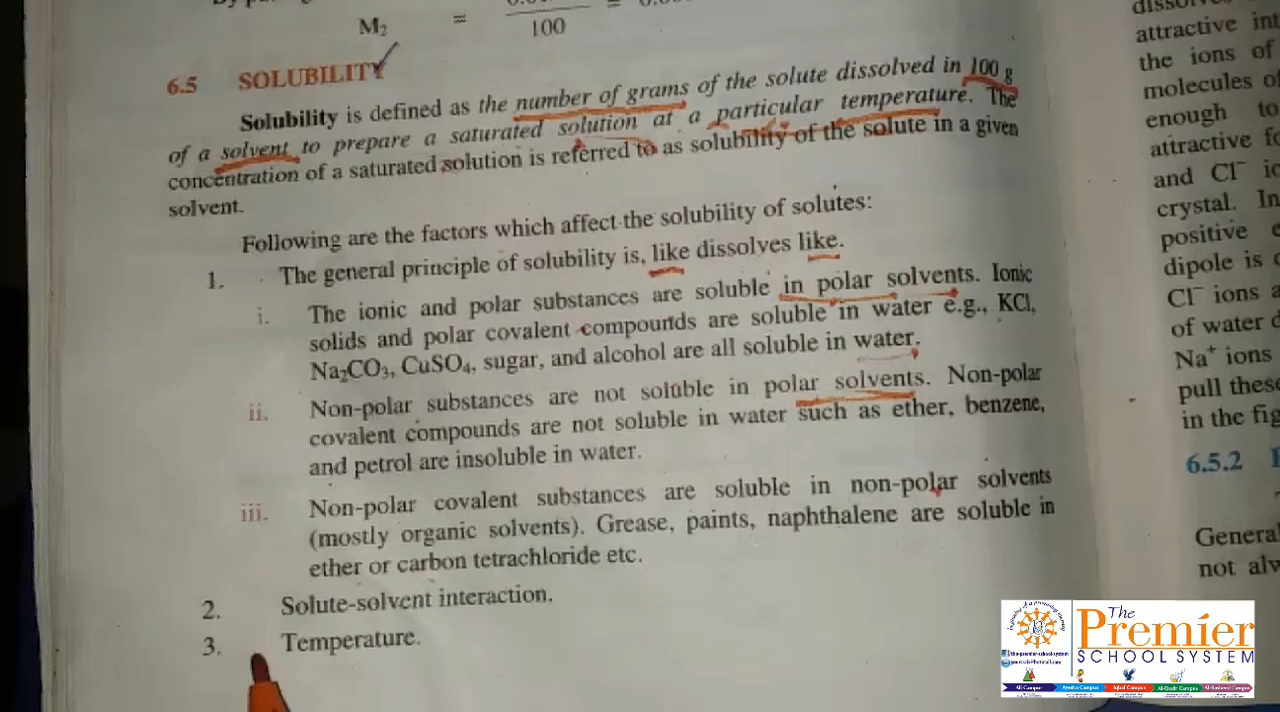 M₂ = 100
6.5 SOLUBILITY
Solubility is defined as the number of grams of the solute dissolved in 100 g
of a solvent to prepare a saturated solution at a particular temperature. The
concentration of a saturated solution is referred to as solubility of the solute in a given
solvent.
Following are the factors which affect the solubility of solutes:
1. The general principle of solubility is, like dissolves like.
i. The ionic and polar substances are soluble in polar solvents. Ionic
solids and polar covalent compounds are soluble in water e.g., KCl,
Na₂CO₃, CuSO₄, sugar, and alcohol are all soluble in water.
ii. Non-polar substances are not soluble in polar solvents. Non-polar
covalent compounds are not soluble in water such as ether, benzene,
and petrol are insoluble in water.
iii. Non-polar covalent substances are soluble in non-polar solvents
(mostly organic solvents). Grease, paints, naphthalene are soluble in
ether or carbon tetrachloride etc.
2. Solute-solvent interaction.
3. Temperature.
attractive
the ions of
molecules of
enough to
attractive
and Cl⁻
crystal. In
positive
dipole is
Cl⁻ ions
of water
Na⁺ ions
pull these
in the
6.5.2
not
The
Premier
SCHOOL SYSTEM